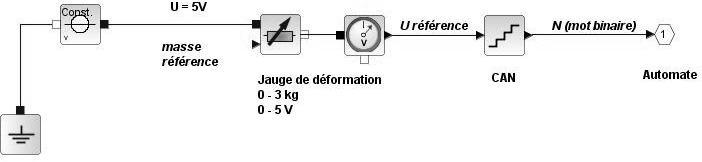 U = 5V
Const.
v
masse
référence
U référence
N (mot binaire)
I
V
1
Jauge de déformation
0 - 3 kg
0 - 5 V
CAN
Automate